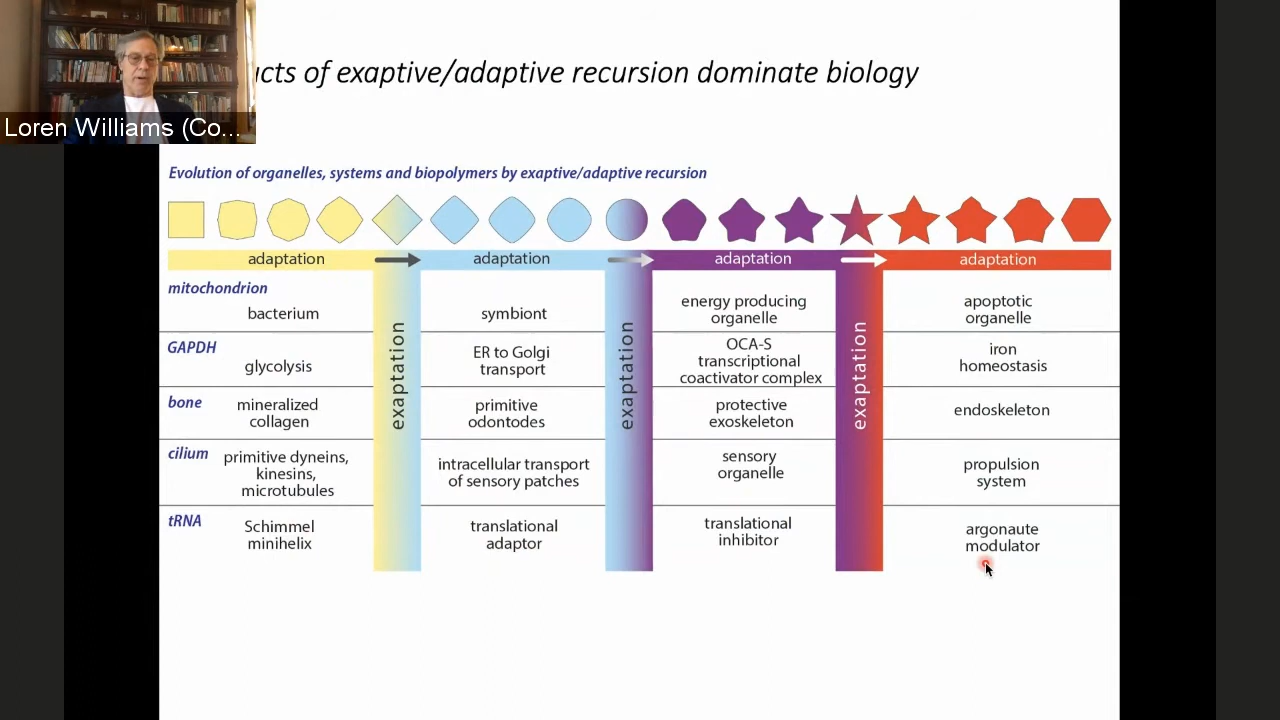 acts of exaptive/adaptive recursion dominate biology
Loren Williams (Co...
Evolution of organelles, systems and biopolymers by exaptive/adaptive recursion
adaptation
adaptation
adaptation
adaptation
exaptation
exaptation
exaptation
mitochondrion
bacterium
symbiont
energy producing
organelle
apoptotic
organelle
GAPDH
glycolysis
ER to Golgi
transport
OCA-S
transcriptional
coactivator complex
iron
homeostasis
bone
mineralized
collagen
primitive
odontodes
protective
exoskeleton
endoskeleton
cilium
primitive dyneins,
kinesins,
microtubules
intracellular transport
of sensory patches
sensory
organelle
propulsion
system
tRNA
Schimmel
minihelix
translational
adaptor
translational
inhibitor
argonaute
modulator